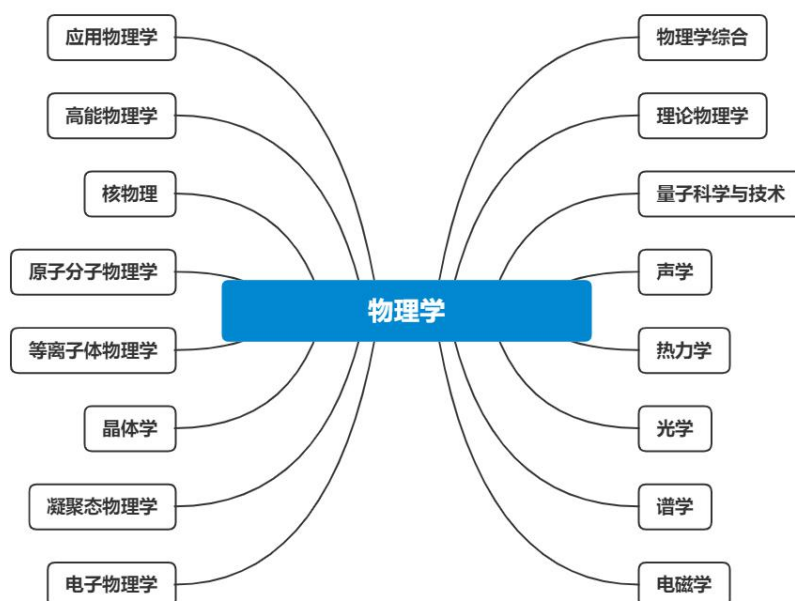 应用物理学
高能物理学
核物理
原子分子物理学
等离子体物理学
晶体学
凝聚态物理学
电子物理学
物理学
物理学综合
理论物理学
量子科学与技术
声学
热力学
光学
谱学
电磁学